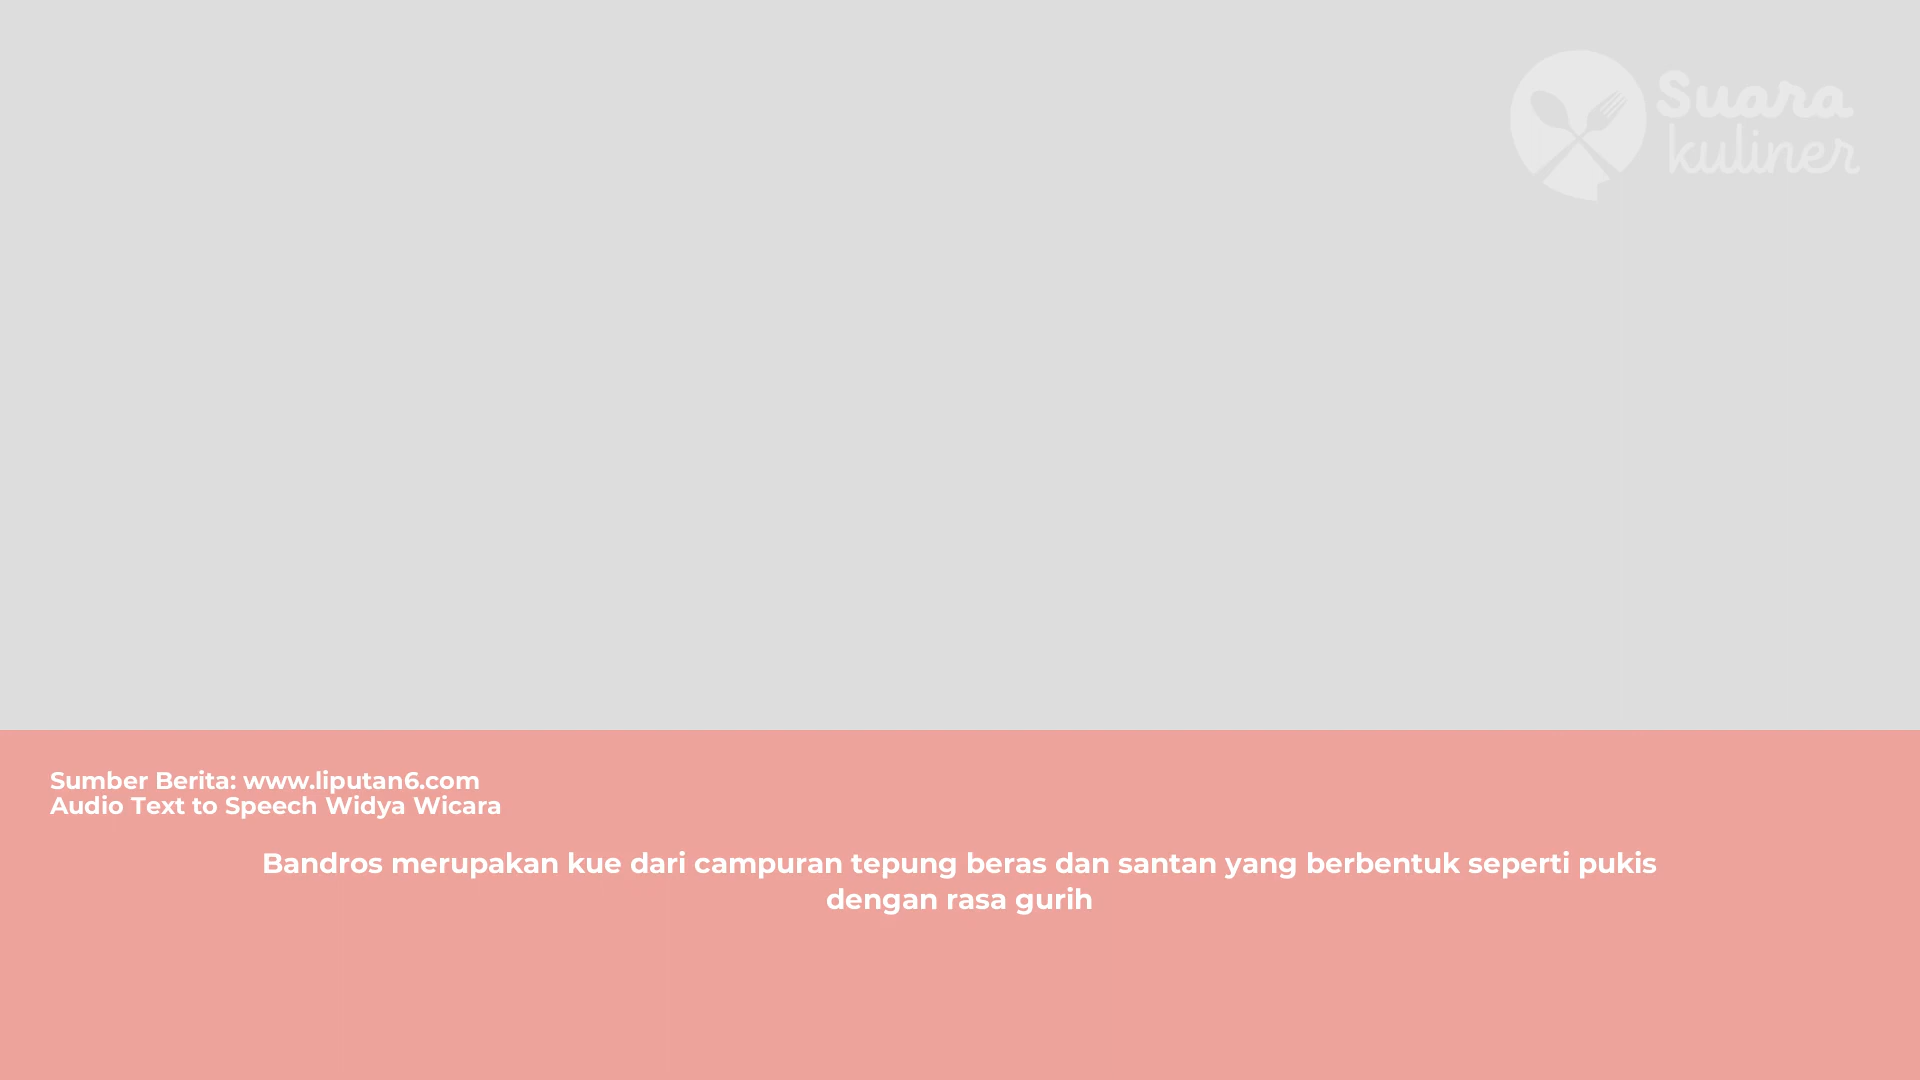 Suara
kuliner
Sumber Berita: www.liputan6.com
Audio Text to Speech Widya Wicara
Bandros merupakan kue dari campuran tepung beras dan santan yang berbentuk seperti pukis
dengan rasa gurih